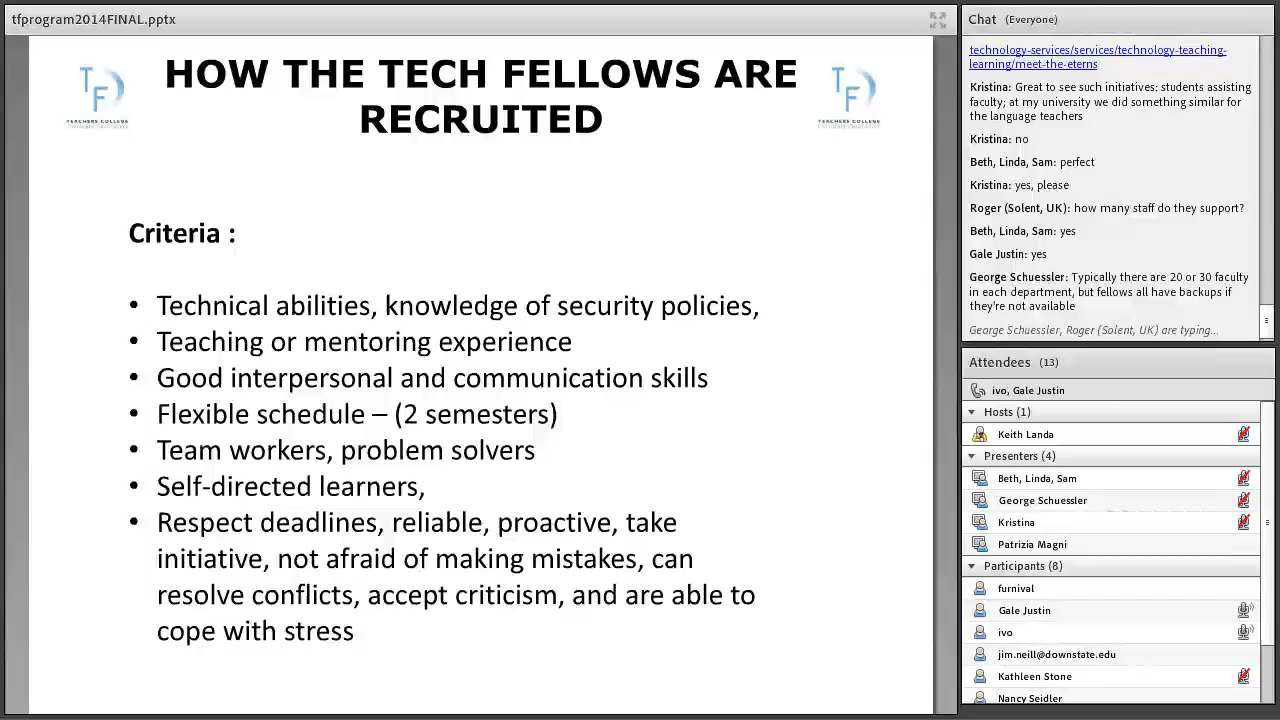 tfprogram2014FINAL.pptx
HOW THE TECH FELLOWS ARE
RECRUITED
TF
TEACHERS COLLEGE
TF
TEACHERS COLLEGE
Criteria :
• Technical abilities, knowledge of security policies,
• Teaching or mentoring experience
• Good interpersonal and communication skills
• Flexible schedule – (2 semesters)
• Team workers, problem solvers
• Self-directed learners,
• Respect deadlines, reliable, proactive, take
initiative, not afraid of making mistakes, can
resolve conflicts, accept criticism, and are able to
cope with stress
Chat (Everyone)
technology-services/services/technology-teaching-
learning/meet-the-eterns
Kristina: Great to see such initiatives: students assisting
faculty; at my university we did something similar for
the language teachers
Kristina: no
Beth, Linda, Sam: perfect
Kristina: yes, please
Roger (Solent, UK): how many staff do they support?
Beth, Linda, Sam: yes
Gale Justin: yes
George Schuessler: Typically there are 20 or 30 faculty
in each department, but fellows all have backups if
they're not available
George Schuessler, Roger (Solent, UK) are typing...
Attendees (13)
ivo, Gale Justin
Hosts (1)
Keith Landa
Presenters (4)
Beth, Linda, Sam
George Schuessler
Kristina
Patrizia Magni
Participants (8)
furnival
Gale Justin
ivo
jim.neill@downstate.edu
Kathleen Stone
Nancy Seidler